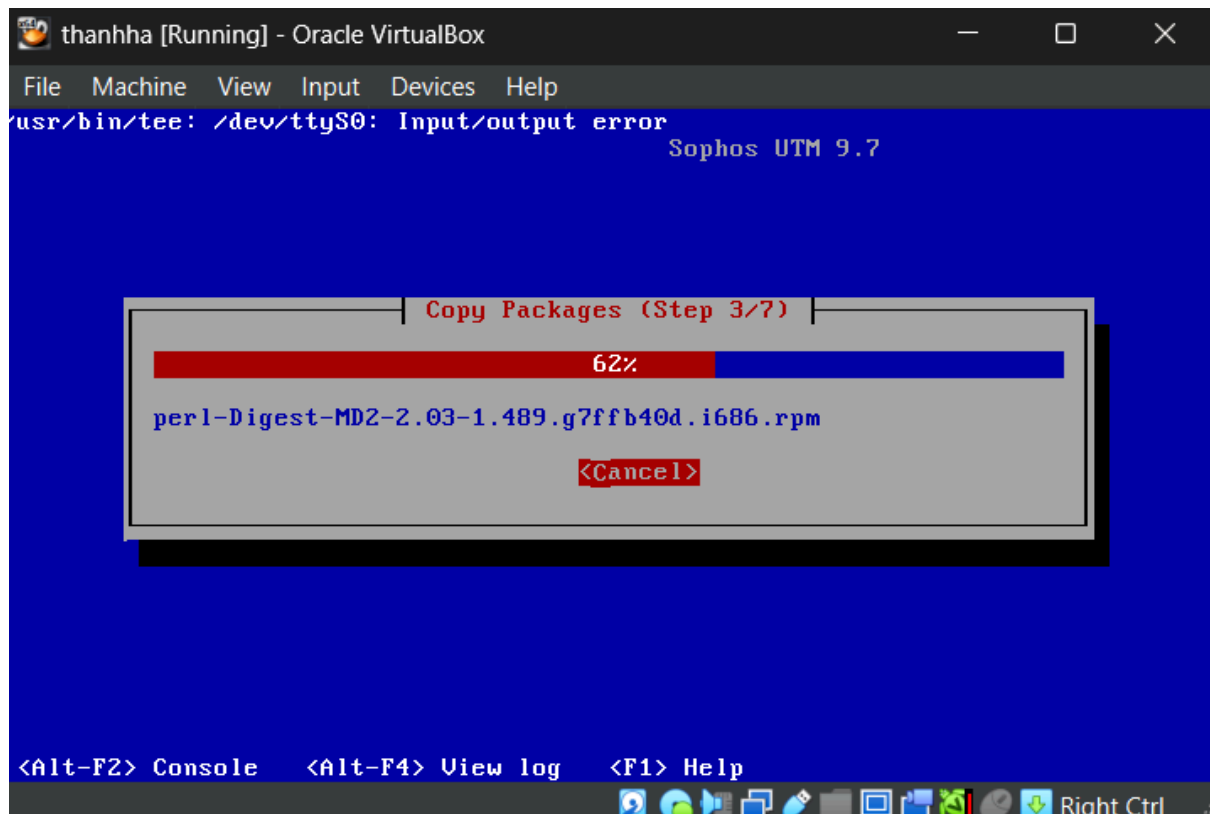 thanhha [Running] - Oracle VirtualBox
File Machine View Input Devices Help
/usr/bin/tee: /dev/ttyS0: Input/output error
Sophos UTM 9.7
Copy Packages (Step 3/7)
62%
perl-Digest-MD2-2.03-1.489.g7ffb40d.i686.rpm
<Cancel>
<Alt-F2> Console <Alt-F4> View log <F1> Help
Right Ctrl